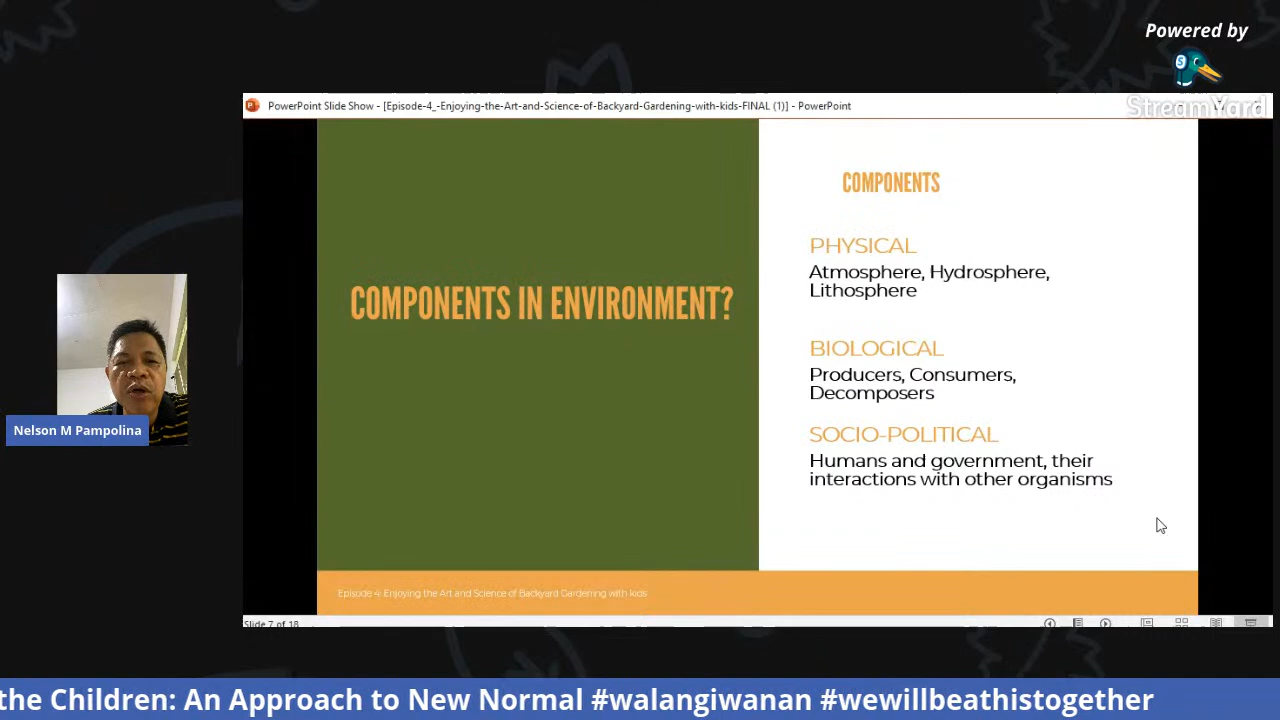 Powered by
StreamYard
PowerPoint Slide Show - [Episode-4_-Enjoying-the-Art-and-Science-of-Backyard-Gardening-with-kids-FINAL (1)] - PowerPoint
COMPONENTS IN ENVIRONMENT?
COMPONENTS
PHYSICAL
Atmosphere, Hydrosphere,
Lithosphere
BIOLOGICAL
Producers, Consumers,
Decomposers
SOCIO-POLITICAL
Humans and government, their
interactions with other organisms
Nelson M Pampolina
Episode 4: Enjoying the Art and Science of Backyard Gardening with kids
Slide 7 of 18
the Children: An Approach to New Normal #walangiwanan #wewillbeathistogether